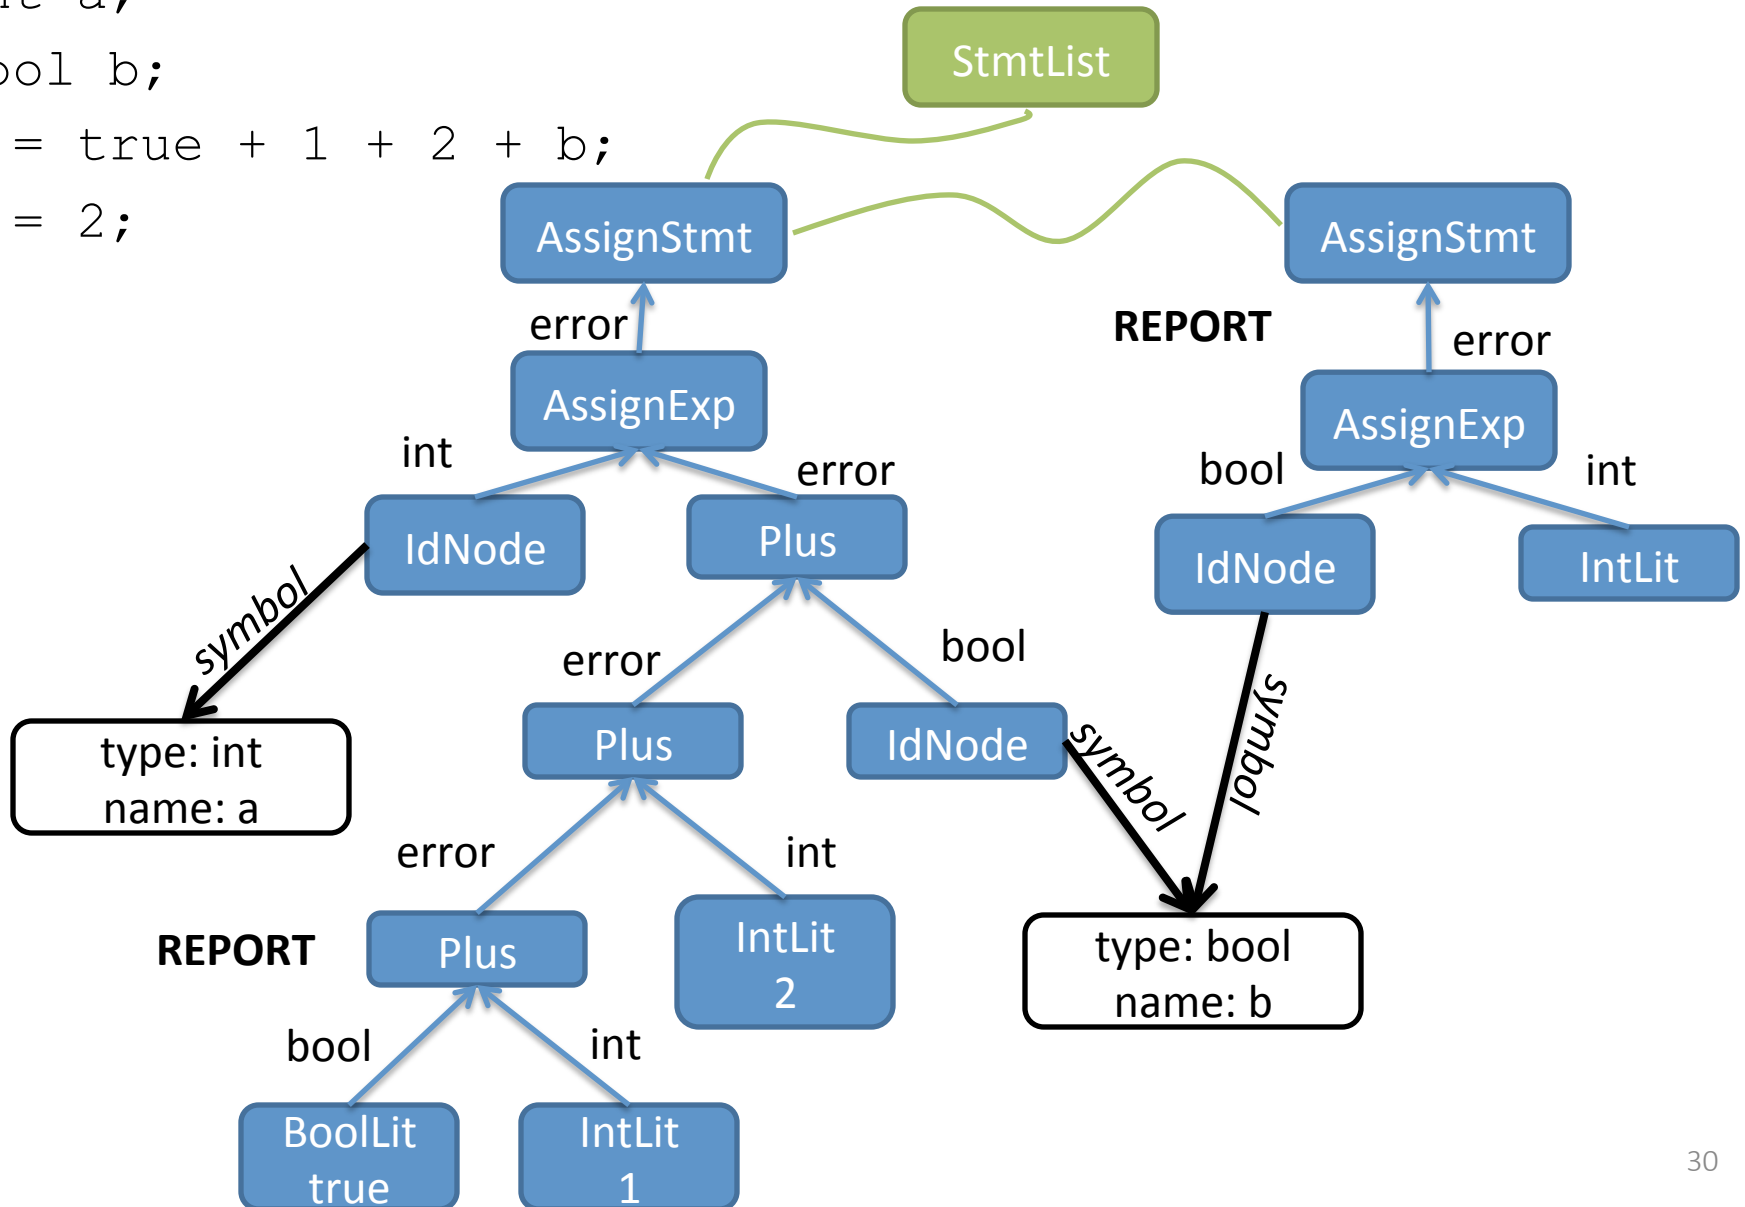 a;
b;
= true + 1 + 2 + b;
= 2;
StmtList
AssignStmt
AssignStmt
error
REPORT
error
AssignExp
AssignExp
int
error
bool
int
IdNode
Plus
IdNode
IntLit
symbol
error
bool
symbol
Plus
IdNode
symbol
type: int
name: a
error
int
REPORT
Plus
IntLit
2
type: bool
name: b
bool
int
BoolLit
true
IntLit
1
30